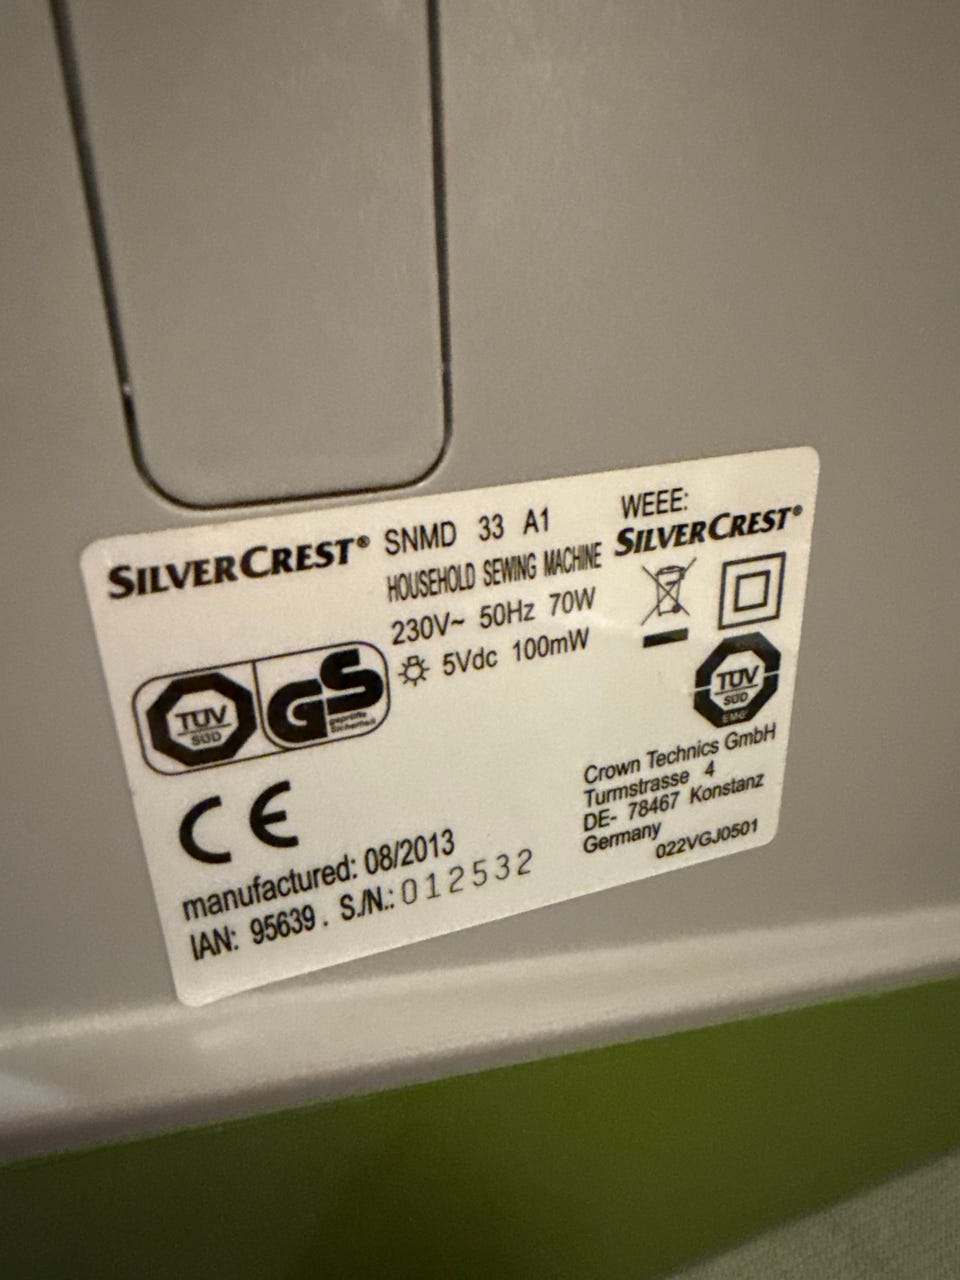 SILVERCREST® SNMD 33 A1
HOUSEHOLD SEWING MACHINE
230V~ 50Hz 70W
5Vdc 100mW
WEEE:
SILVERCREST®
TÜV
SÜD
GS
geprüfte
Sicherheit
TÜV
SÜD
CE
Crown Technics GmbH
Turmstrasse 4
DE- 78467 Konstanz
Germany
022VGJ0501
manufactured: 08/2013
IAN: 95639. S./N.: 012532